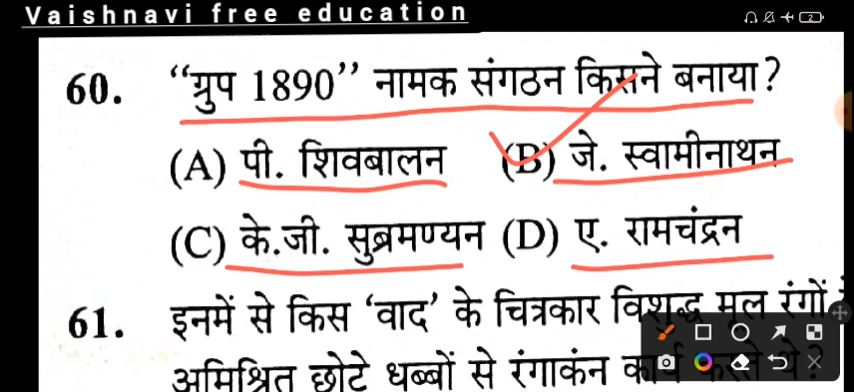 Vaishnavi free education
60. “ग्रुप 1890” नामक संगठन किसने बनाया?
(A) पी. शिवबालन (B) जे. स्वामीनाथन
(C) के.जी. सुब्रमण्यन (D) ए. रामचंद्रन
61. इनमें से किस ‘वाद’ के चित्रकार विशुद्ध मूल रंगों
अमिश्रित छोटे धब्बों से रंगाकंन कार्य करते थे?